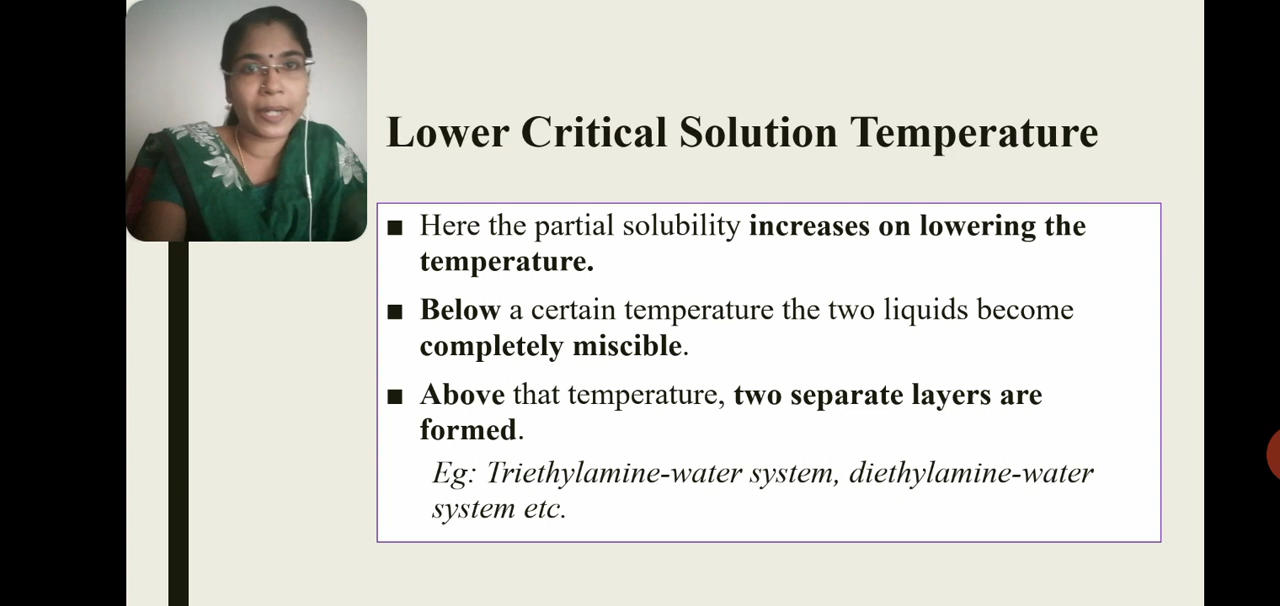 Lower Critical Solution Temperature
■ Here the partial solubility increases on lowering the
temperature.
■ Below a certain temperature the two liquids become
completely miscible.
■ Above that temperature, two separate layers are
formed.
Eg: Triethylamine-water system, diethylamine-water
system etc.